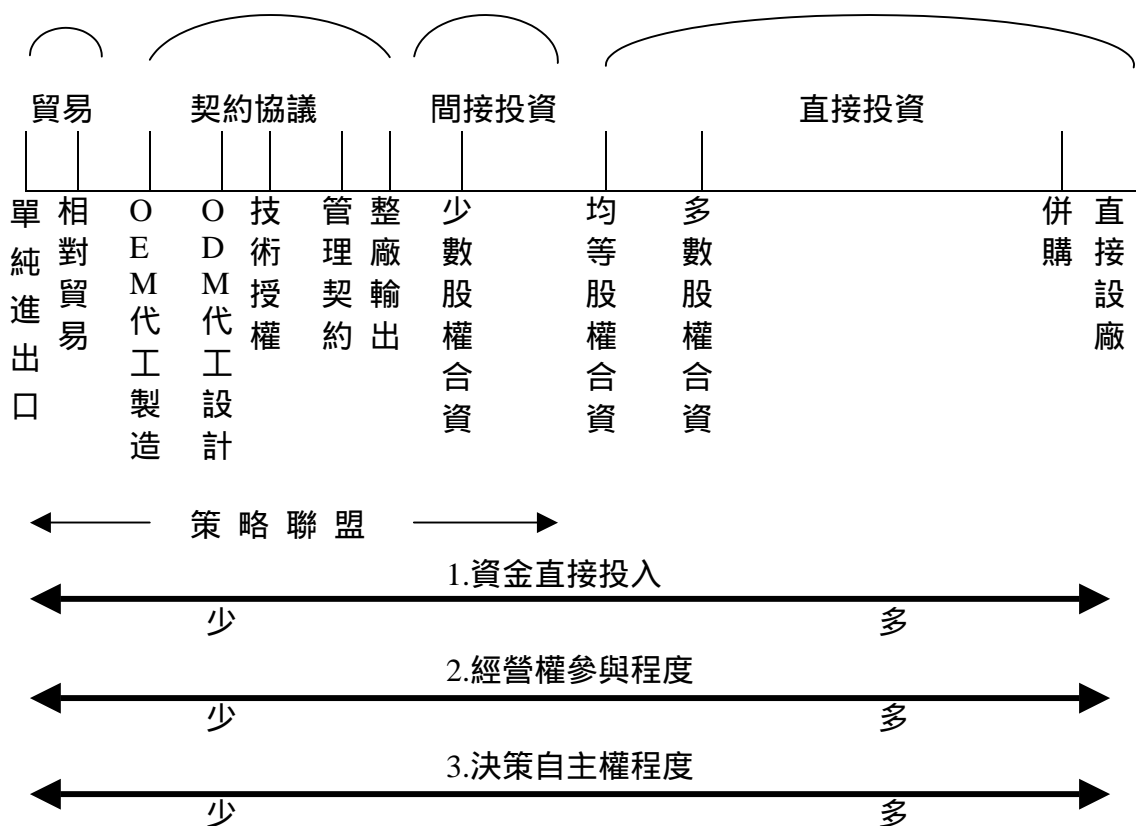 貿易
契約協議
間接投資
直接投資
單純進出口
相對貿易
OEM代工製造
ODM代工設計
技術授權
管理契約
整廠輸出
少數股權合資
均等股權合資
多數股權合資
併購
直接設廠
策略聯盟
1.資金直接投入
少 多
2.經營權參與程度
少 多
3.決策自主權程度
少 多